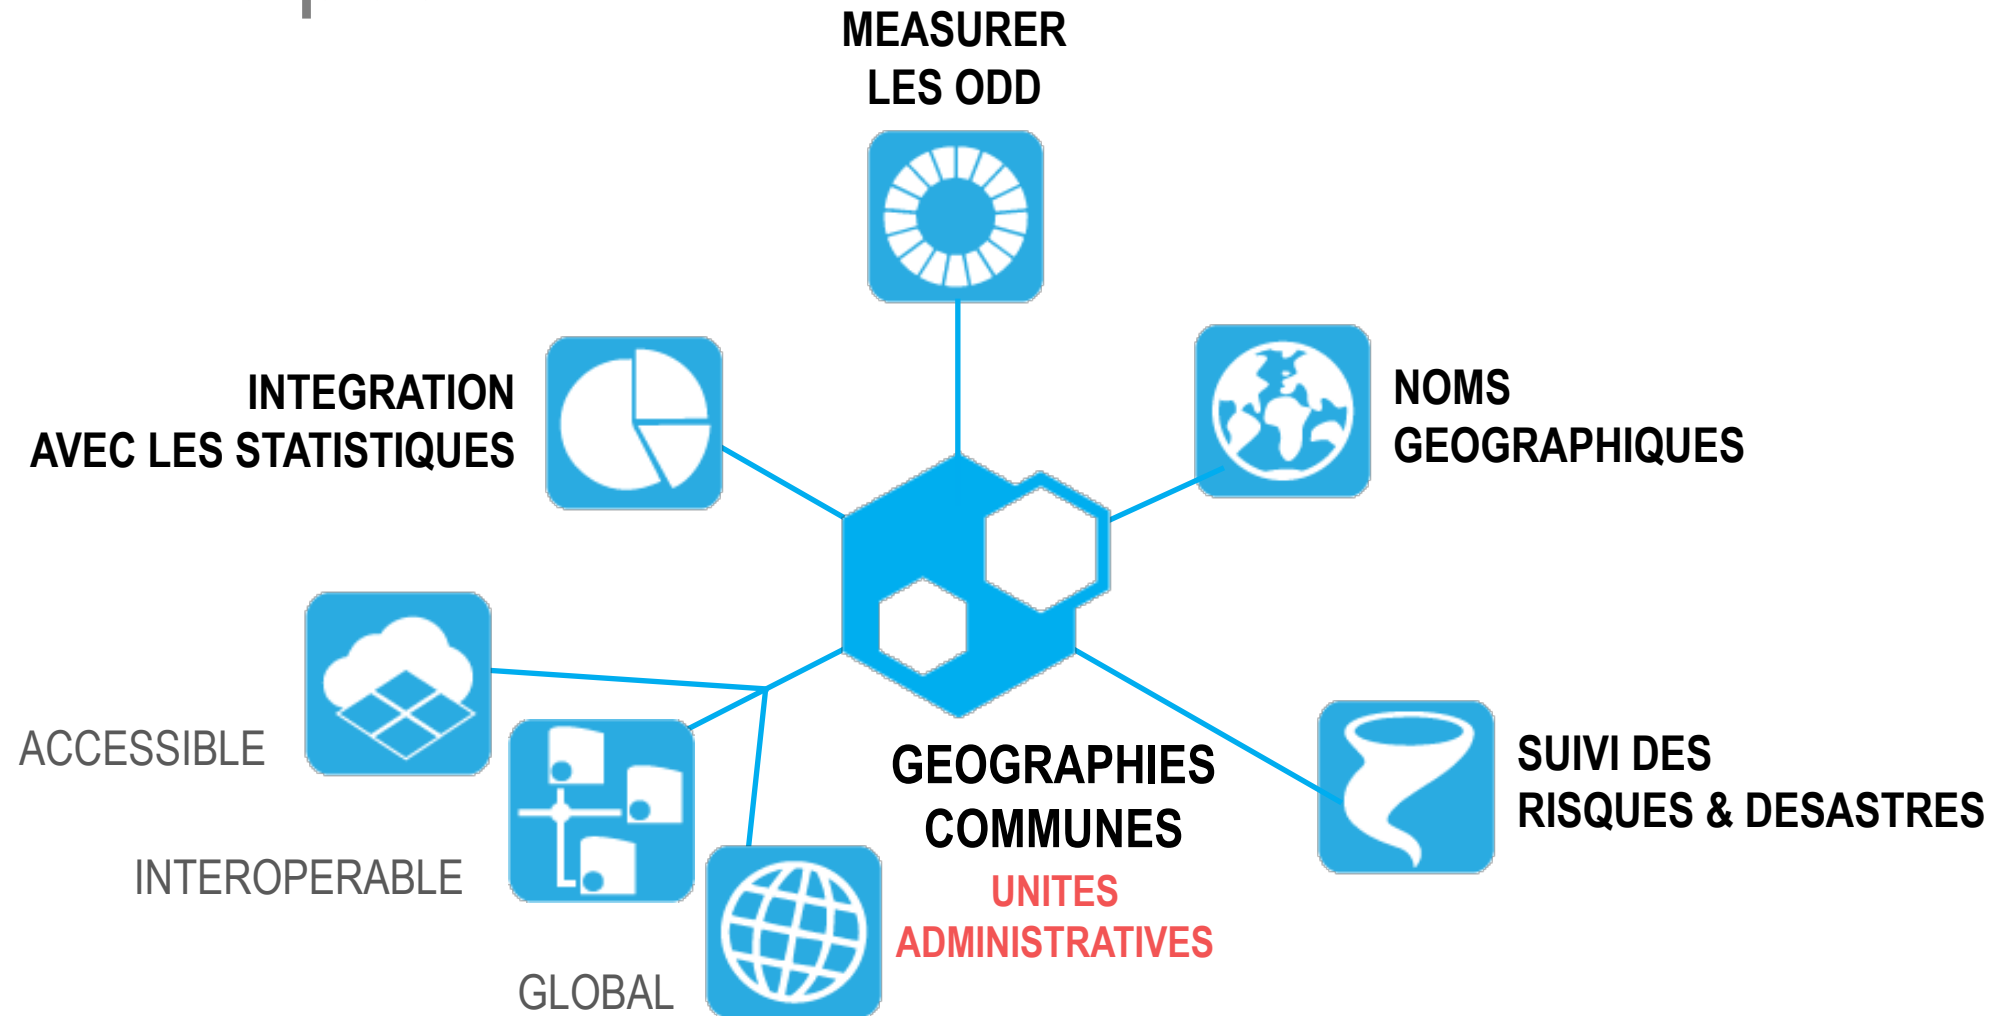 MEASURER
LES ODD
INTEGRATION
AVEC LES STATISTIQUES
NOMS
GEOGRAPHIQUES
ACCESSIBLE
INTEROPERABLE
GLOBAL
GEOGRAPHIES
COMMUNES
UNITES
ADMINISTRATIVES
SUIVI DES
RISQUES & DESASTRES